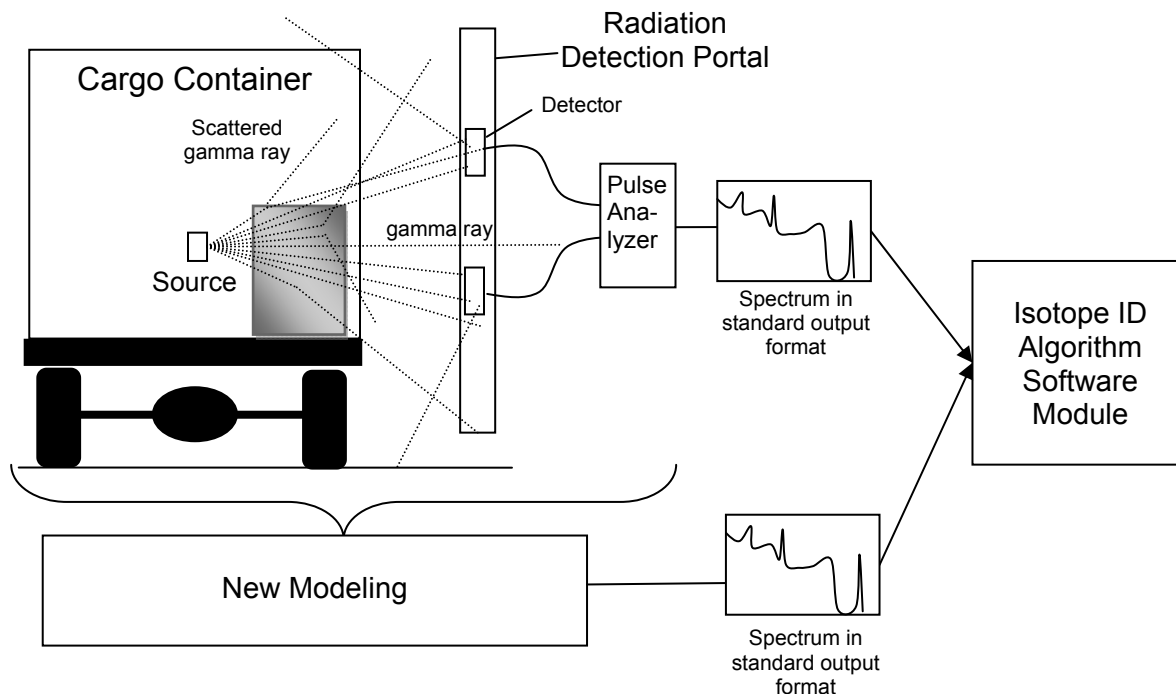 Radiation
Detection Portal
Cargo Container
Detector
Scattered
gamma ray
Pulse
Ana-
lyzer
gamma ray
Source
Spectrum in
standard output
format
Isotope ID
Algorithm
Software
Module
New Modeling
Spectrum in
standard output
format